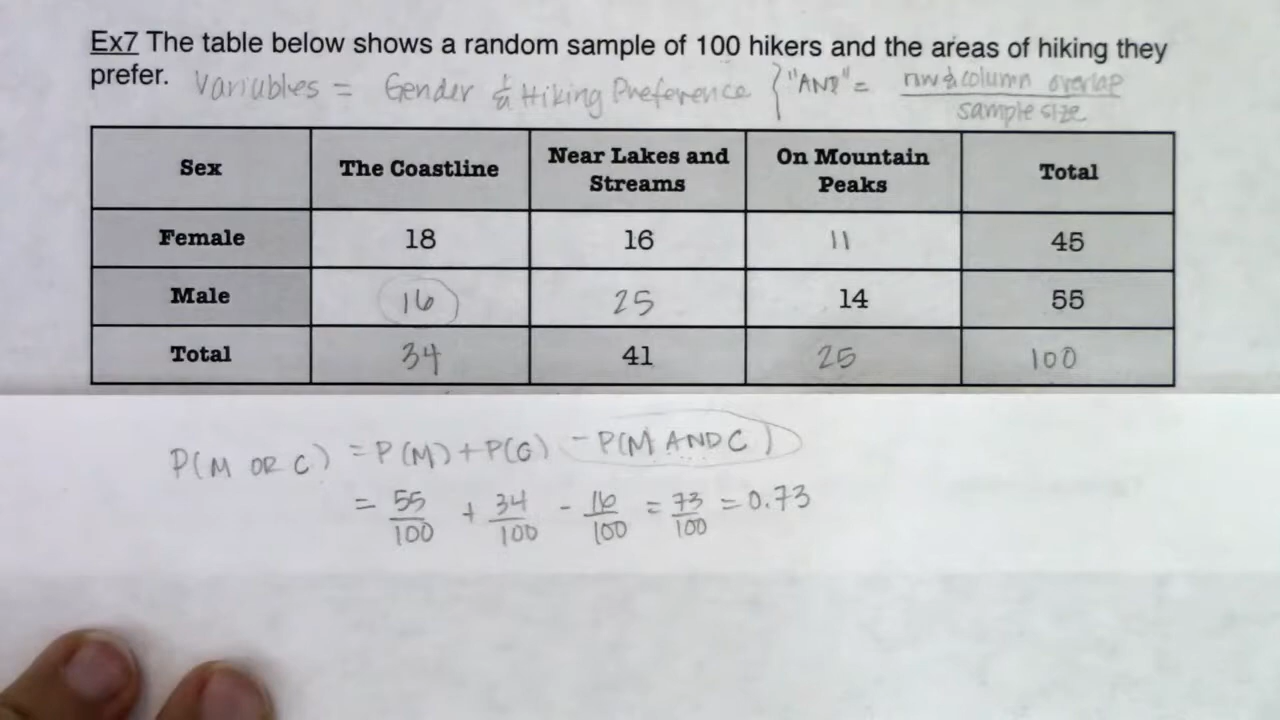 Ex7 The table below shows a random sample of 100 hikers and the areas of hiking they
prefer. Variables = Gender & Hiking Preference { "AND" = row & column overlap
sample size
Sex The Coastline Near Lakes and Streams On Mountain Peaks Total
Female 18 16 11 45
Male 16 25 14 55
Total 34 41 25 100
P(M OR C) = P(M) + P(C) - P(M AND C)
= 55/100 + 34/100 - 16/100 = 73/100 = 0.73